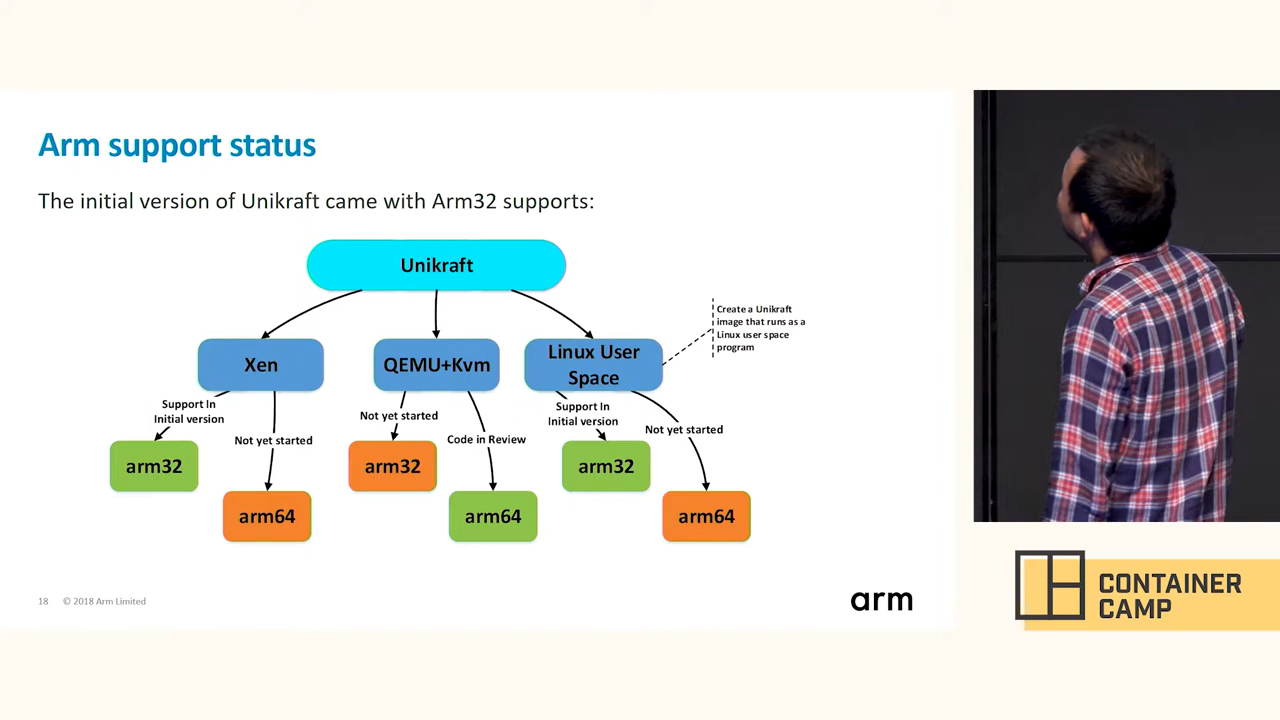 Arm support status
The initial version of Unikraft came with Arm32 supports:
Unikraft
Create a Unikraft
image that runs as a
Linux user space
program
Xen
QEMU+Kvm
Linux User
Space
Support In
Initial version
Not yet started
Not yet started
Code in Review
Support In
Initial version
Not yet started
arm32
arm64
arm32
arm64
arm32
arm64
18 © 2018 Arm Limited
arm
CONTAINER
CAMP